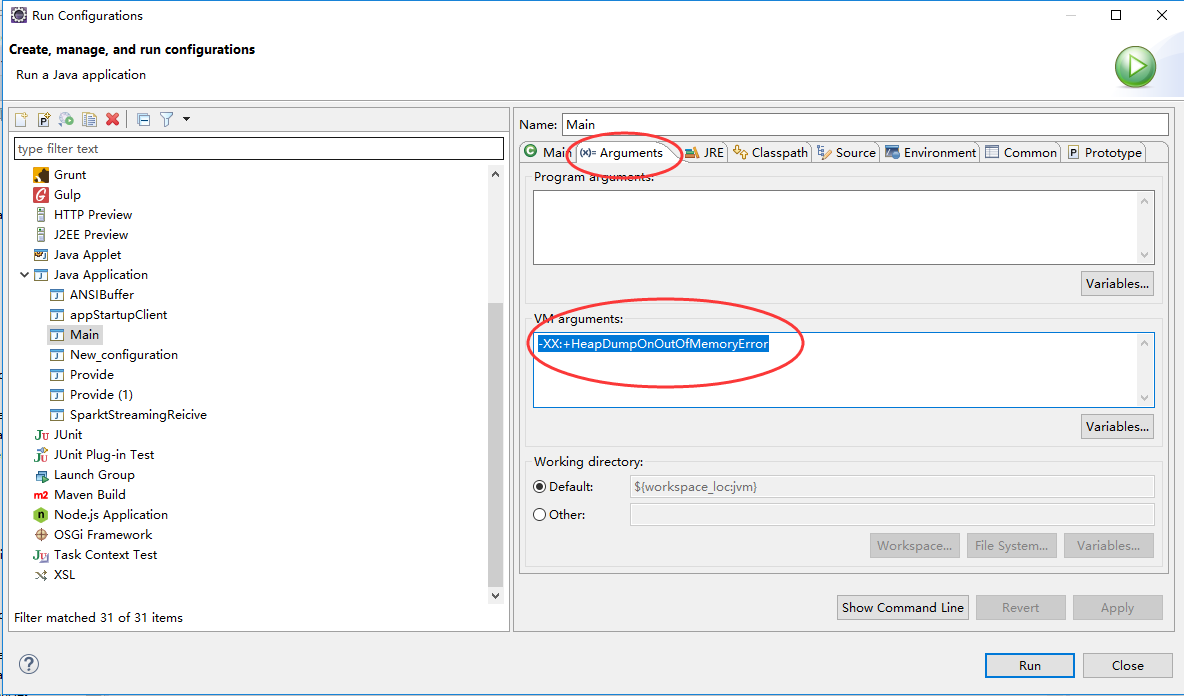 Run Configurations
Create, manage, and run configurations
Run a Java application
type filter text
Grunt
Gulp
HTTP Preview
J2EE Preview
Java Applet
Java Application
ANSIBuffer
appStartupClient
Main
New_configuration
Provide
Provide (1)
SparktStreamingReicive
JUnit
JUnit Plug-in Test
Launch Group
Maven Build
Node.js Application
OSGi Framework
Task Context Test
XSL
Filter matched 31 of 31 items
Name: Main
Main (x)= Arguments JRE Classpath Source Environment Common Prototype
Program arguments:
Variables...
VM arguments:
-XX:+HeapDumpOnOutOfMemoryError
Variables...
Working directory:
Default: ${workspace_loc:jvm}
Other:
Workspace... File System... Variables...
Show Command Line Revert Apply
Run Close